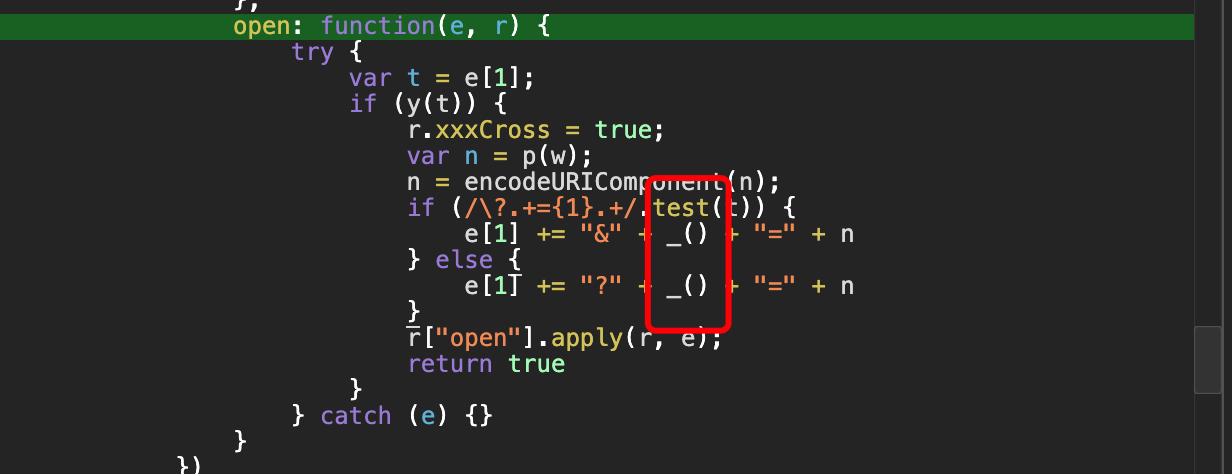 },
open: function(e, r) {
try {
var t = e[1];
if (y(t)) {
r.xxxCross = true;
var n = p(w);
n = encodeURIComponent(n);
if (/\?.+={1}.+/.test(t)) {
e[1] += "&" + _() + "=" + n
} else {
e[1] += "?" + _() + "=" + n
}
r["open"].apply(r, e);
return true
}
} catch (e) {}
}
})